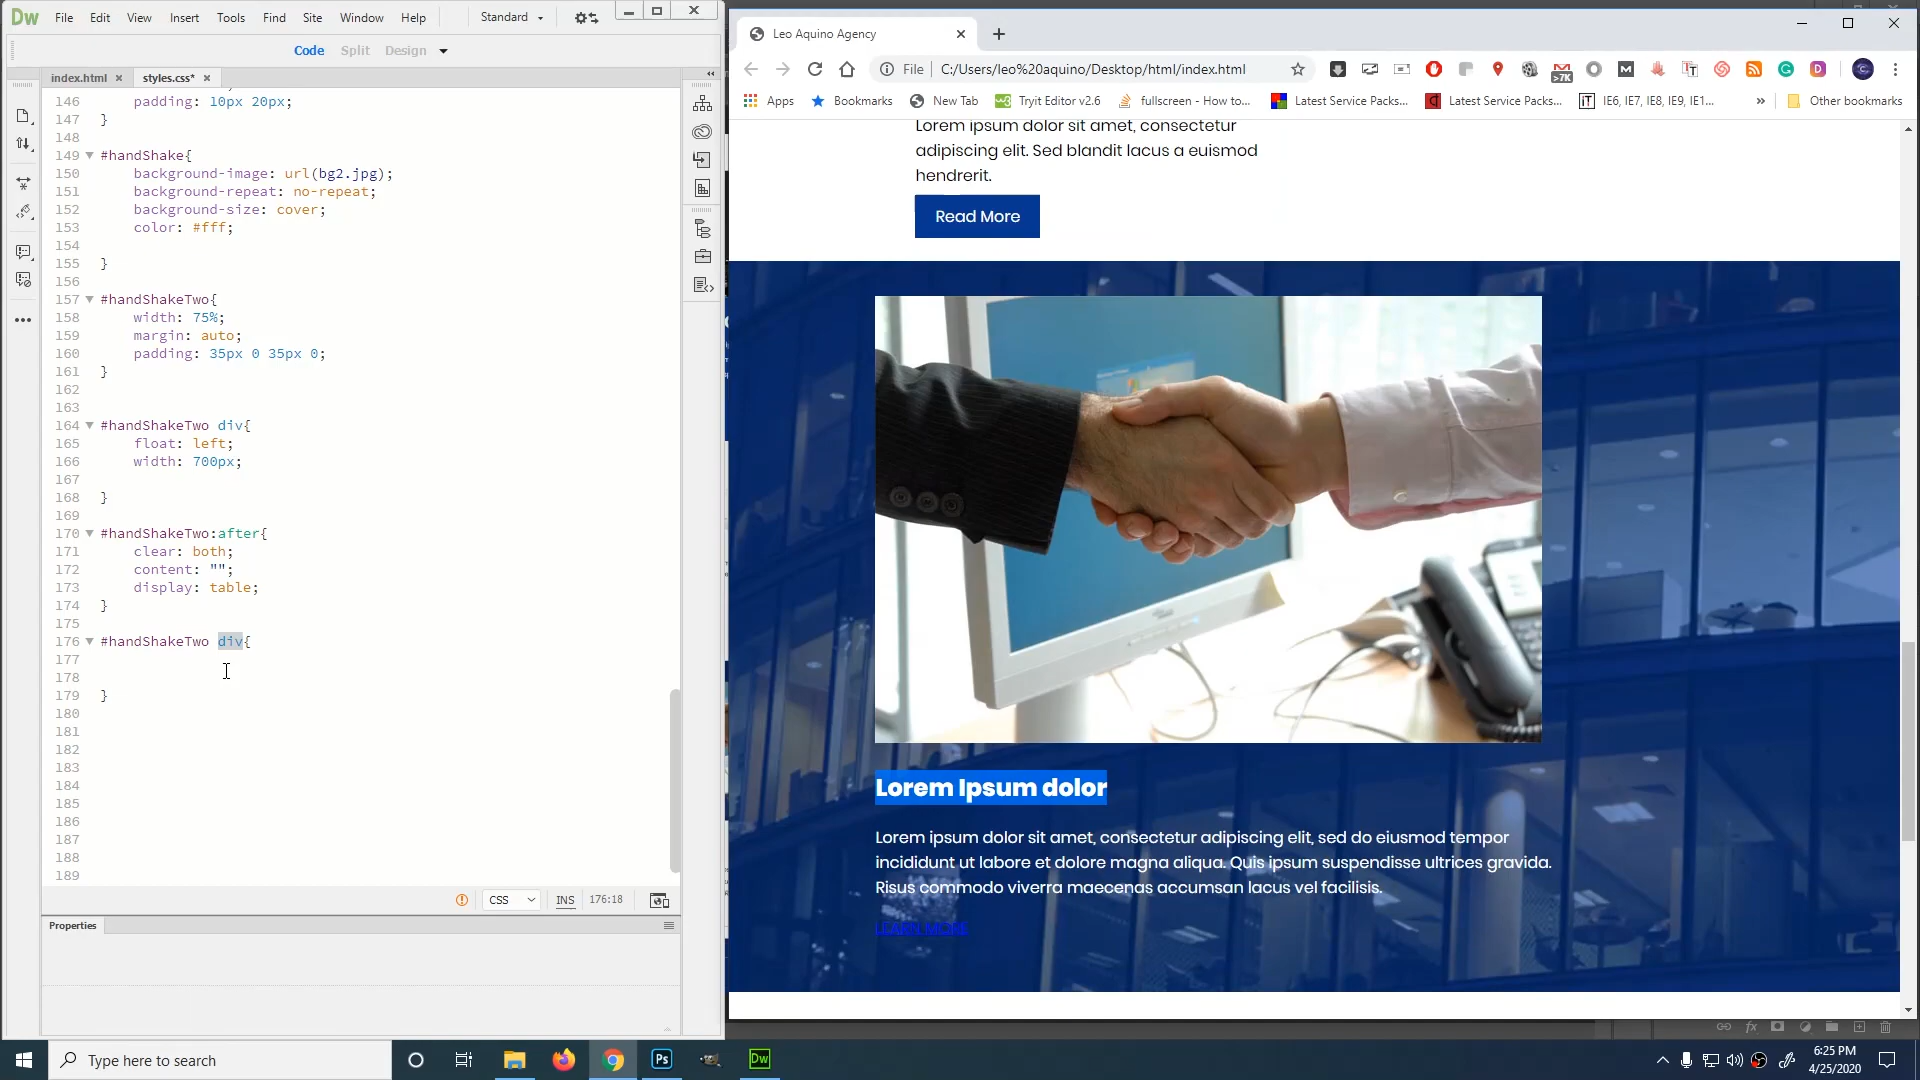 Dw File Edit View Insert Tools Find Site Window Help Standard
Code Split Design
index.html styles.css*
146 padding: 10px 20px;
147 }
148
149 #handShake{
150 background-image: url(bg2.jpg);
151 background-repeat: no-repeat;
152 background-size: cover;
153 color: #fff;
154
155 }
156
157 #handShakeTwo{
158 width: 75%;
159 margin: auto;
160 padding: 35px 0 35px 0;
161 }
162
163
164 #handShakeTwo div{
165 float: left;
166 width: 700px;
167
168 }
169
170 #handShakeTwo:after{
171 clear: both;
172 content: "";
173 display: table;
174 }
175
176 #handShakeTwo div{
177
178
179 }
180
181
182
183
184
185
186
187
188
189
CSS INS 176:18
Properties
Leo Aquino Agency
File C:/Users/leo%20aquino/Desktop/html/index.html >7K
Apps Bookmarks New Tab Tryit Editor v2.6 fullscreen - How to... Latest Service Packs... Latest Service Packs... iT IE6, IE7, IE8, IE9, IE1... » Other bookmarks
Lorem ipsum dolor sit amet, consectetur
adipiscing elit. Sed blandit lacus a euismod
hendrerit.
Read More
Lorem Ipsum dolor
Lorem ipsum dolor sit amet, consectetur adipiscing elit, sed do eiusmod tempor
incididunt ut labore et dolore magna aliqua. Quis ipsum suspendisse ultrices gravida.
Risus commodo viverra maecenas accumsan lacus vel facilisis.
LEARN MORE
Type here to search
Ps
Dw
6:25 PM
4/25/2020